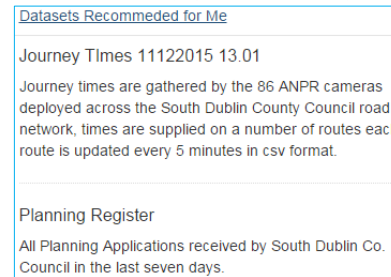 Datasets Recommeded for Me
Journey TImes 11122015 13.01
Journey times are gathered by the 86 ANPR cameras
deployed across the South Dublin County Council road
network, times are supplied on a number of routes eac
route is updated every 5 minutes in csv format.
Planning Register
All Planning Applications received by South Dublin Co.
Council in the last seven days.